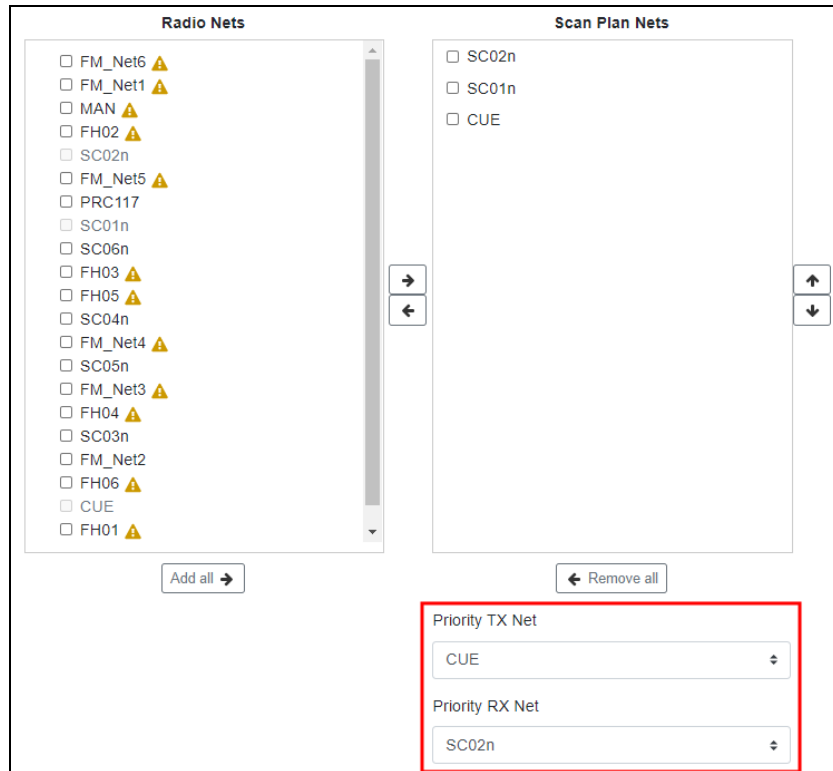 Radio Nets
FM_Net6
FM_Net1
MAN
FH02
SC02n
FM_Net5
PRC117
SC01n
SC06n
FH03
FH05
SC04n
FM_Net4
SC05n
FM_Net3
FH04
SC03n
FM_Net2
FH06
CUE
FH01
Add all
Scan Plan Nets
SC02n
SC01n
CUE
Remove all
Priority TX Net
CUE
Priority RX Net
SC02n